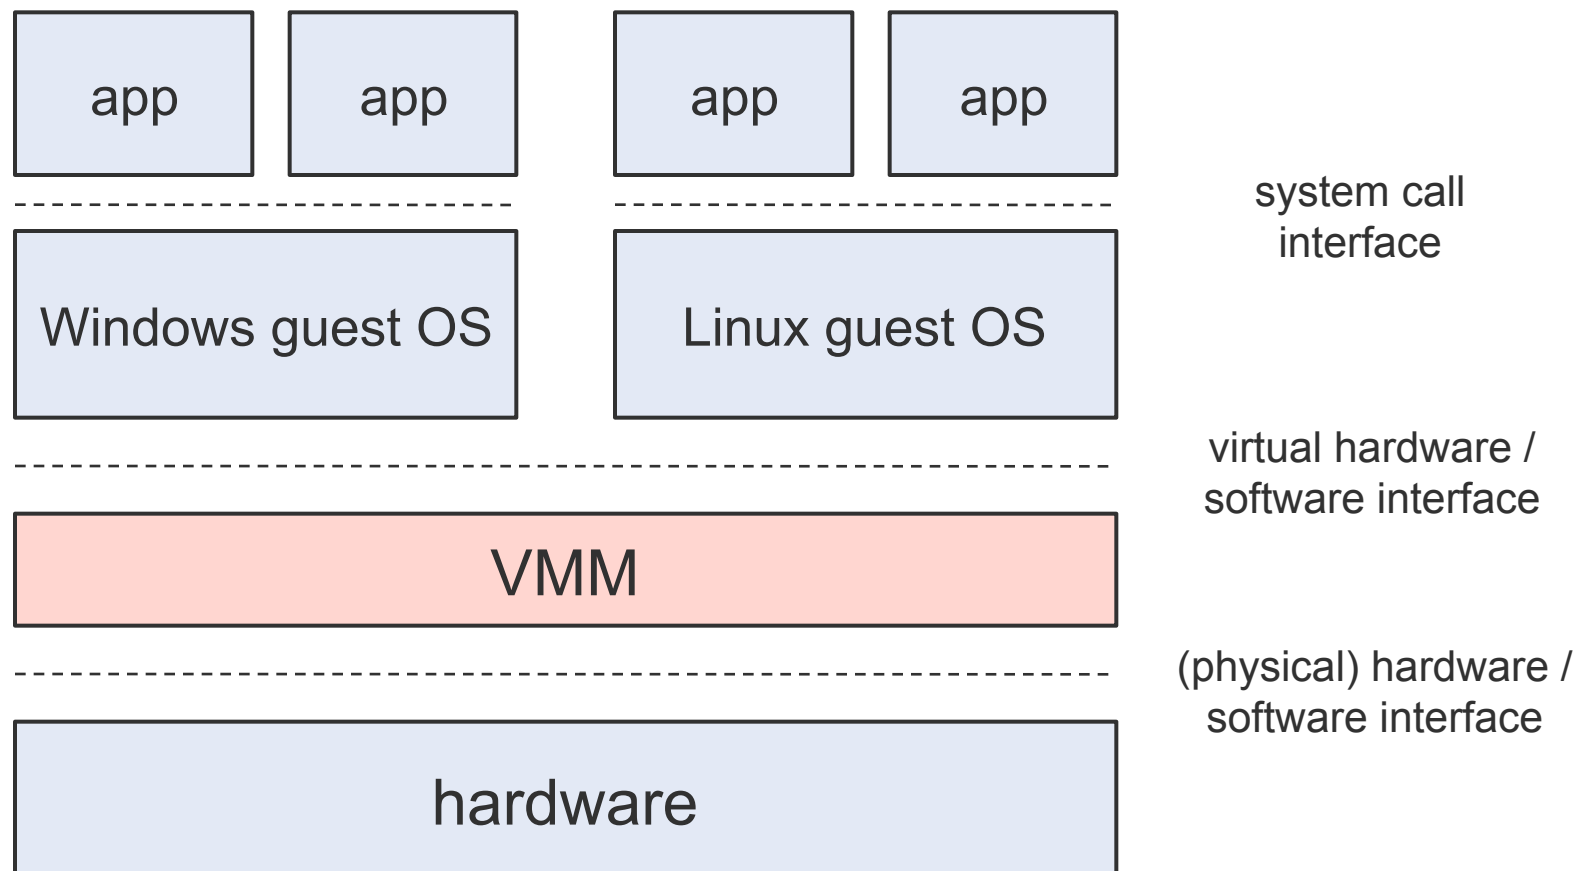 app
app
app
app
system call
interface
Windows guest OS
Linux guest OS
virtual hardware /
software interface
VMM
(physical) hardware /
software interface
hardware